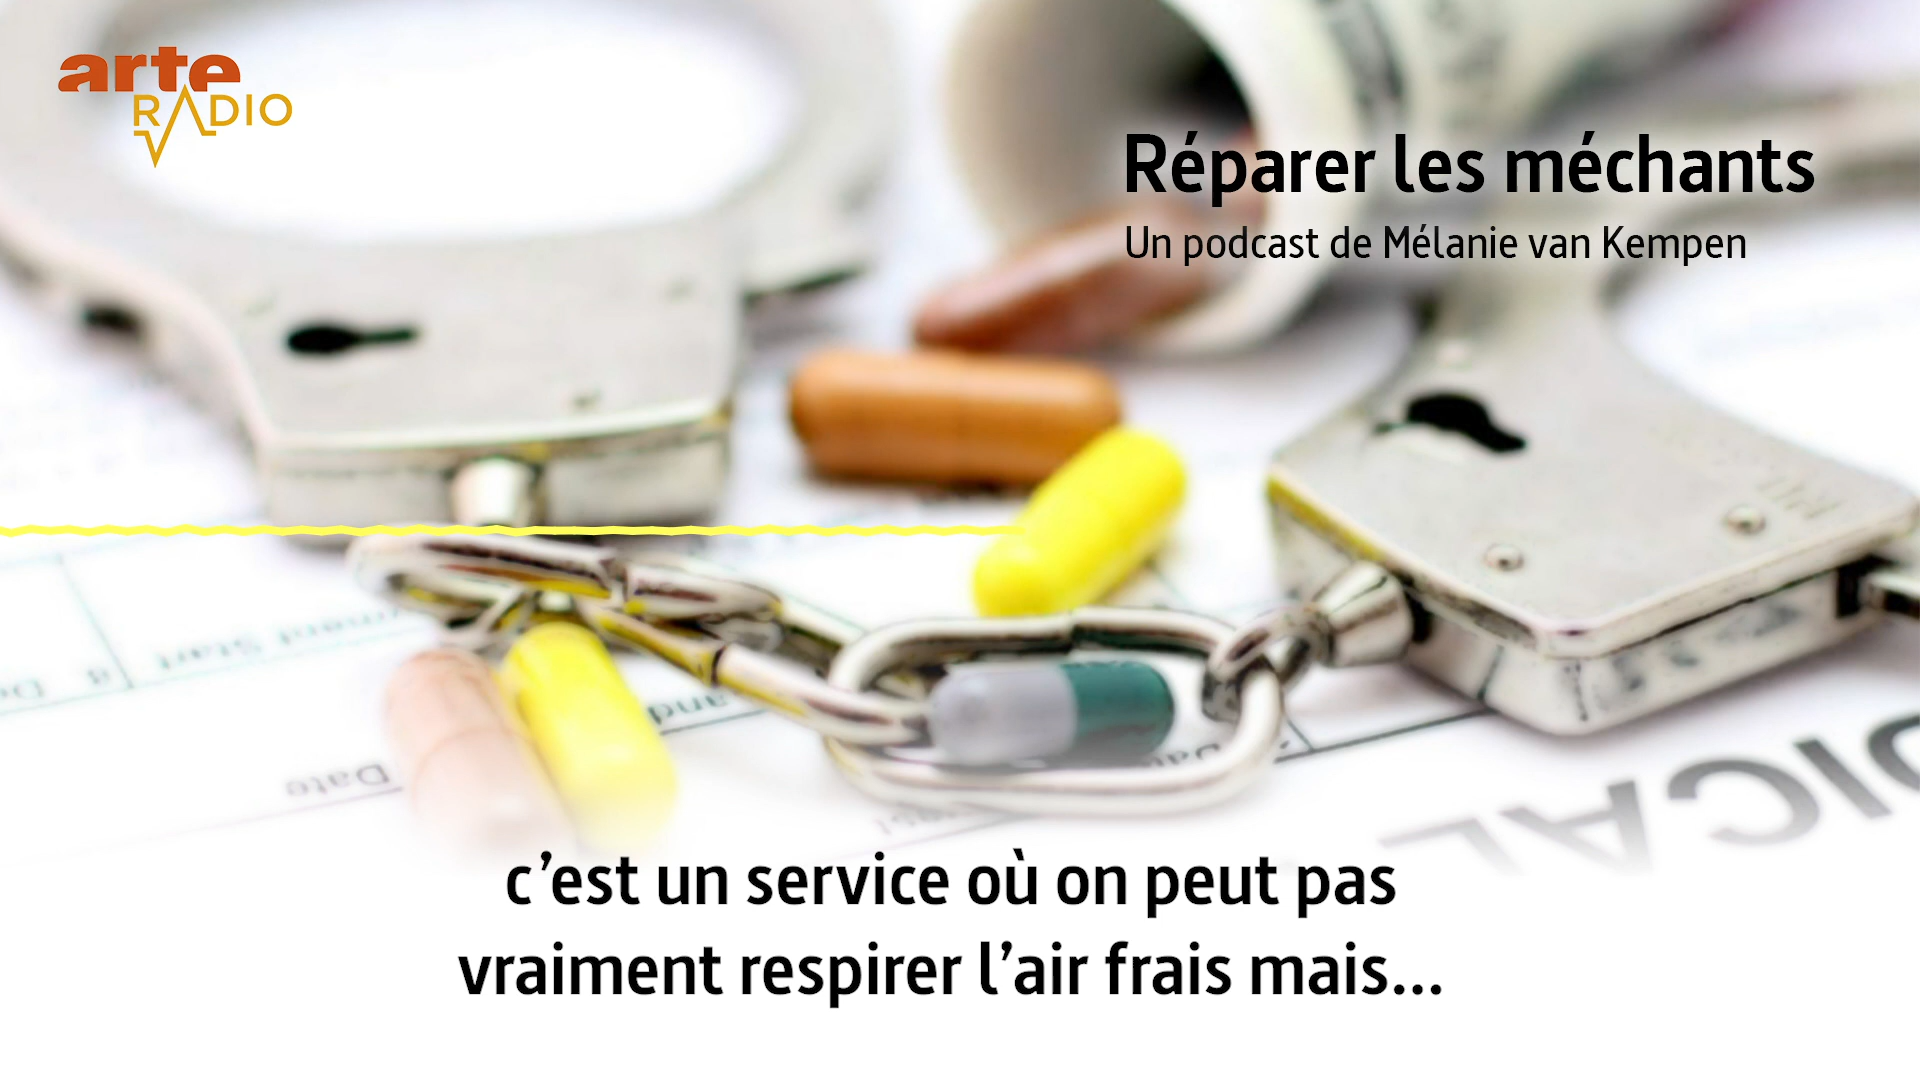 arte
RADIO
Réparer les méchants
Un podcast de Mélanie van Kempen
Date
c’est un service où on peut pas
vraiment respirer l’air frais mais...